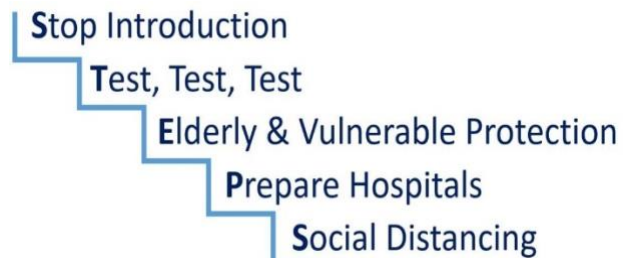 Stop Introduction
Test, Test, Test
Elderly & Vulnerable Protection
Prepare Hospitals
Social Distancing